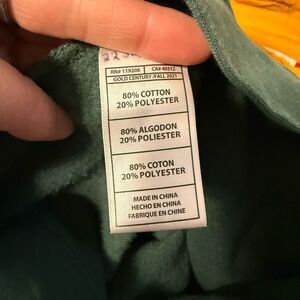 RN# 119208 CA# 40312
GOLD CENTURY /FALL 2021
80% COTTON
20% POLYESTER
80% ALGODON
20% POLIESTER
80% COTON
20% POLYESTER
MADE IN CHINA
HECHO EN CHINA
FABRIQUE EN CHINE